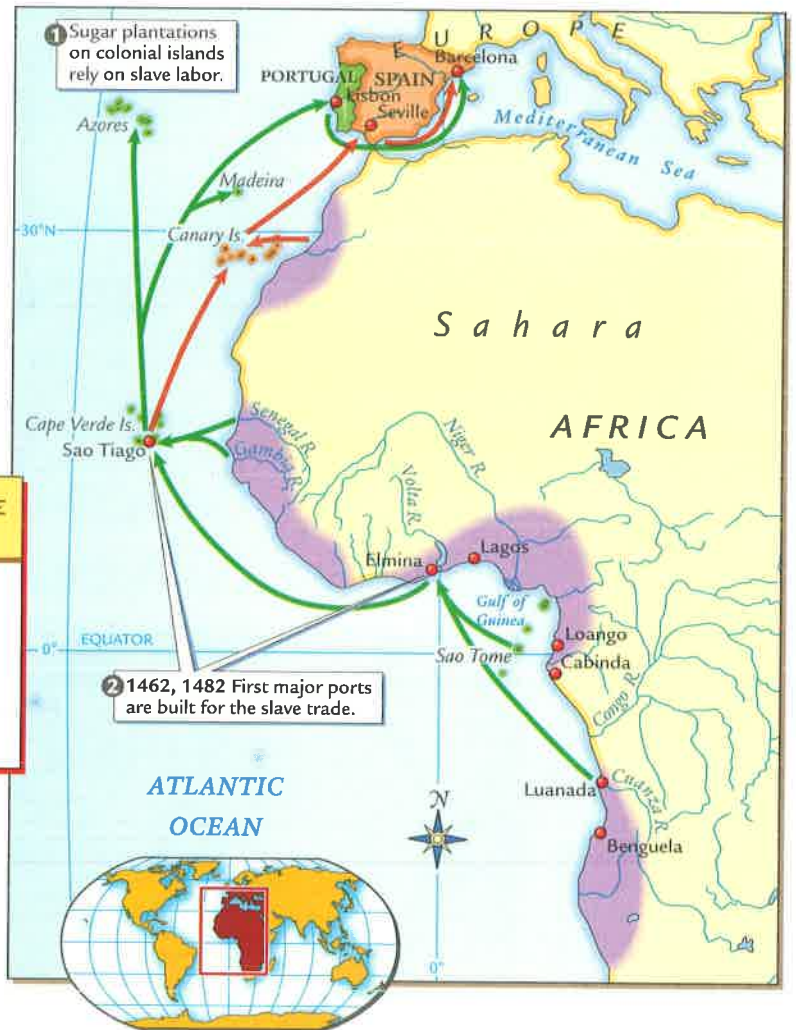 1 Sugar plantations
on colonial islands
rely on slave labor.
EUROPE
Barcelona
PORTUGAL
SPAIN
Lisbon
Seville
Azores
Mediterranean Sea
Madeira
30°N
Canary Is.
Sahara
AFRICA
Cape Verde Is.
Sao Tiago
Senegal R.
Gambia R.
Niger R.
Volta R.
E
Elmina
Lagos
Gulf of
Guinea
0°
EQUATOR
Sao Tome
Loango
Cabinda
Congo R.
2 1462, 1482 First major ports
are built for the slave trade.
ATLANTIC
OCEAN
N
Luanada
Cuanza R.
Benguela
0°